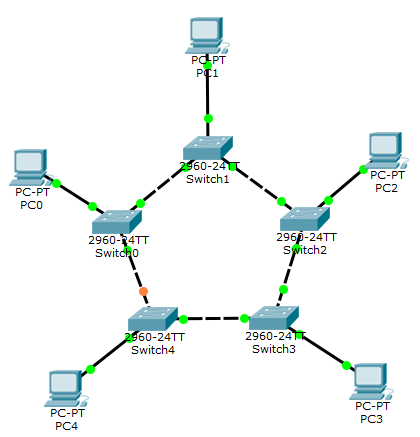 PC-PT
PC1
2960-24TT
Switch1
PC-PT
PC0
PC-PT
PC2
2960-24TT
Switch0
2960-24TT
Switch2
2960-24TT
Switch4
2960-24TT
Switch3
PC-PT
PC4
PC-PT
PC3